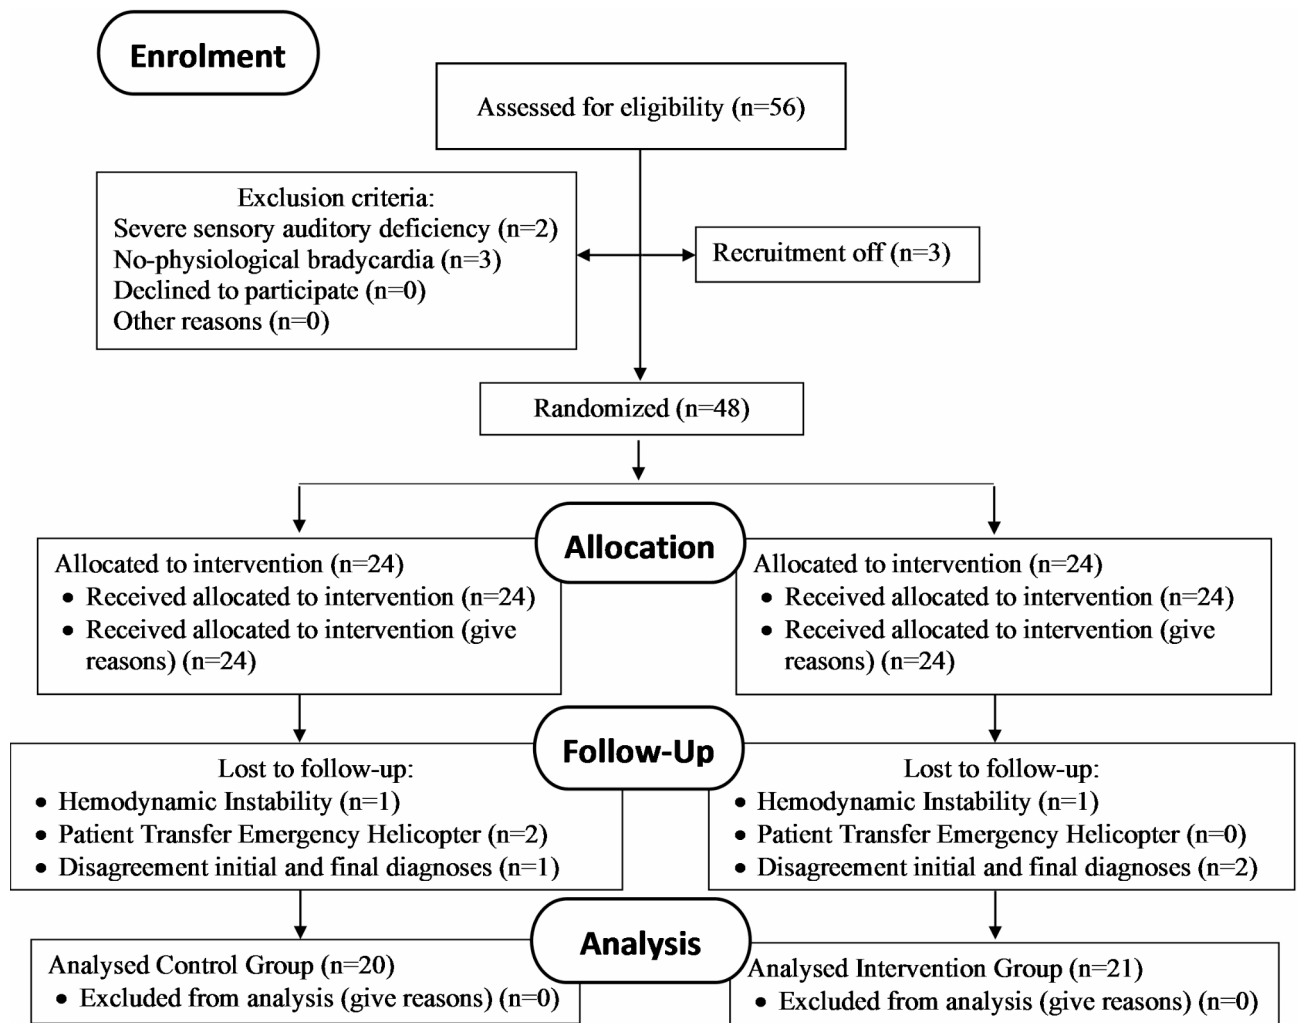 Enrolment
Assessed for eligibility (n=56)
Exclusion criteria:
Severe sensory auditory deficiency (n=2)
No-physiological bradycardia (n=3)
Declined to participate (n=0)
Other reasons (n=0)
Recruitment off (n=3)
Randomized (n=48)
Allocation
Allocated to intervention (n=24)
• Received allocated to intervention (n=24)
• Received allocated to intervention (give
reasons) (n=24)
Allocated to intervention (n=24)
• Received allocated to intervention (n=24)
• Received allocated to intervention (give
reasons) (n=24)
Follow-Up
Lost to follow-up:
• Hemodynamic Instability (n=1)
• Patient Transfer Emergency Helicopter (n=2)
• Disagreement initial and final diagnoses (n=1)
Lost to follow-up:
• Hemodynamic Instability (n=1)
• Patient Transfer Emergency Helicopter (n=0)
• Disagreement initial and final diagnoses (n=2)
Analysis
Analysed Control Group (n=20)
• Excluded from analysis (give reasons) (n=0)
Analysed Intervention Group (n=21)
• Excluded from analysis (give reasons) (n=0)